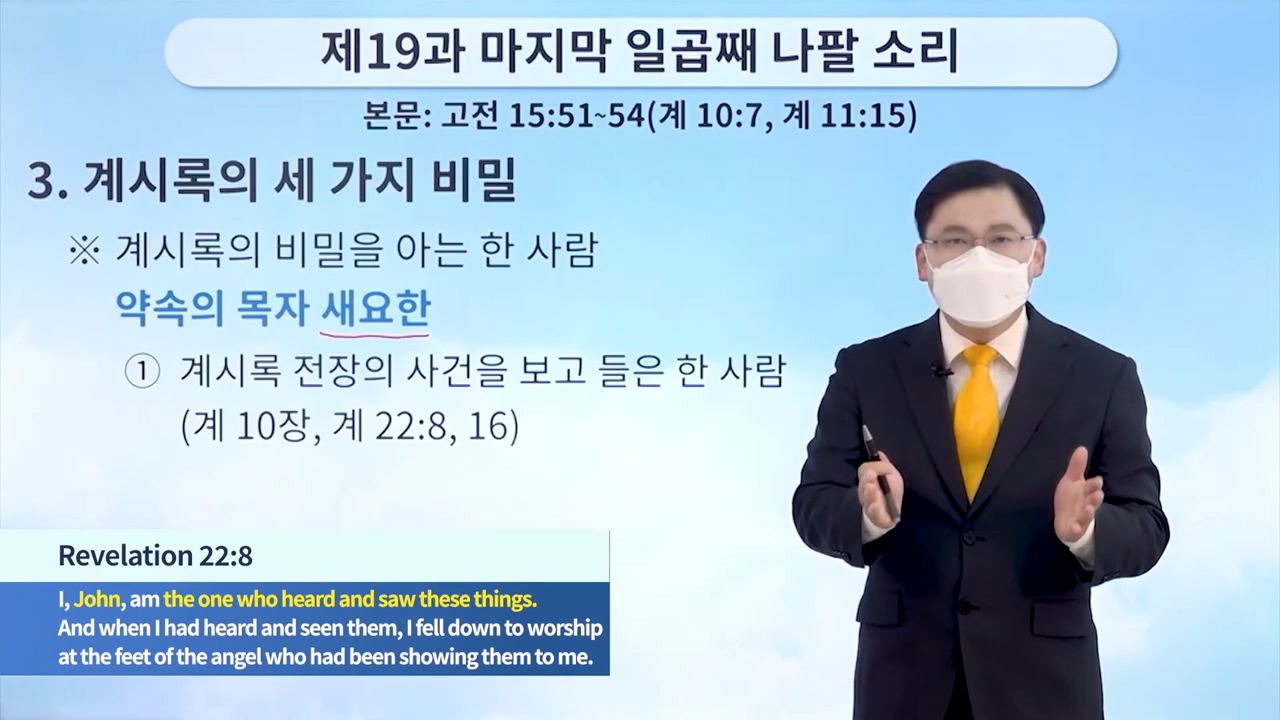 제19과 마지막 일곱째 나팔 소리
본문: 고전 15:51~54(계 10:7, 계 11:15)
3. 계시록의 세 가지 비밀
※ 계시록의 비밀을 아는 한 사람
약속의 목자 새요한
① 계시록 전장의 사건을 보고 들은 한 사람
(계 10장, 계 22:8, 16)
Revelation 22:8
I, John, am the one who heard and saw these things.
And when I had heard and seen them, I fell down to worship
at the feet of the angel who had been showing them to me.